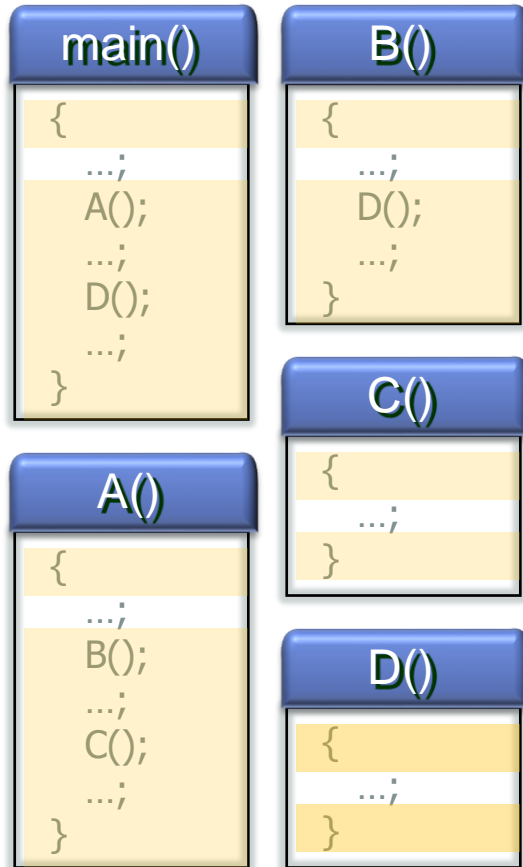 main()
{
...;
A();
...;
D();
...;
}
A()
{
...;
B();
...;
C();
...;
}
B()
{
...;
D();
...;
}
C()
{
...;
}
D()
{
...;
}